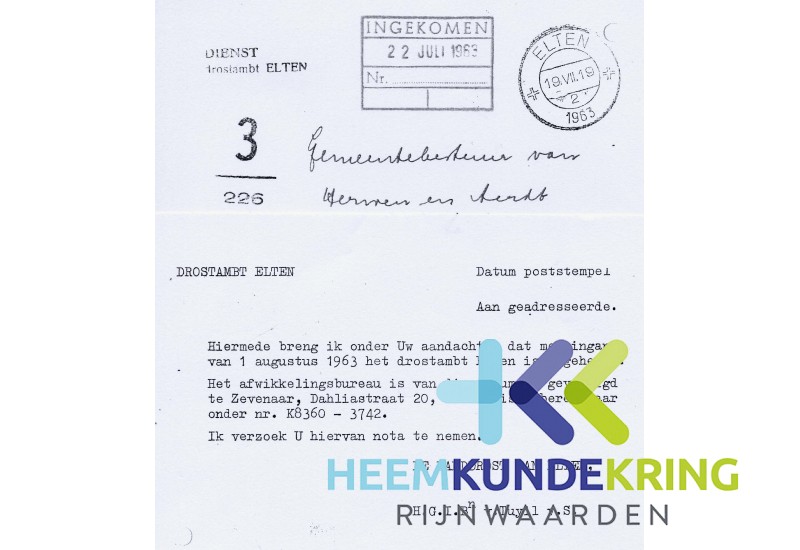 DIENST
drostambt ELTEN
INGEKOMEN
22 JULI 1963
Nr.
ELTEN
19.VII.19
2
1963
3
226
Gemeentebestuur van
Herwen en Aerdt
DROSTAMBT ELTEN
Datum poststempel
Aan geadresseerde.
Hiermede breng ik onder Uw aandacht, dat
van 1 augustus 1963 het drostambt is
Het afwikkelingsbureau is van
te Zevenaar, Dahliastraat 20,
onder nr. K8360 - 3742.
Ik verzoek U hiervan nota te nemen.
HEEMKUNDEKRING
RIJNWAARDEN